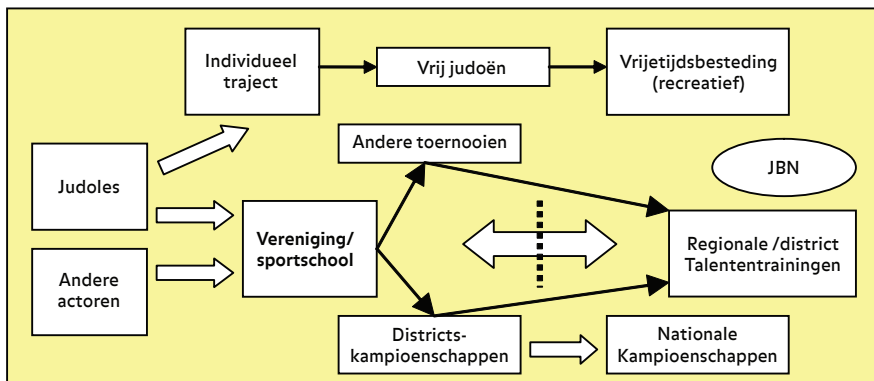 Individueel
traject
Vrij judoën
Vrijetijdsbesteding
(recreatief)
Andere toernooien
JBN
Judoles
Vereniging/
sportschool
Regionale /district
Talententrainingen
Andere
actoren
Districts-
kampioenschappen
Nationale
Kampioenschappen